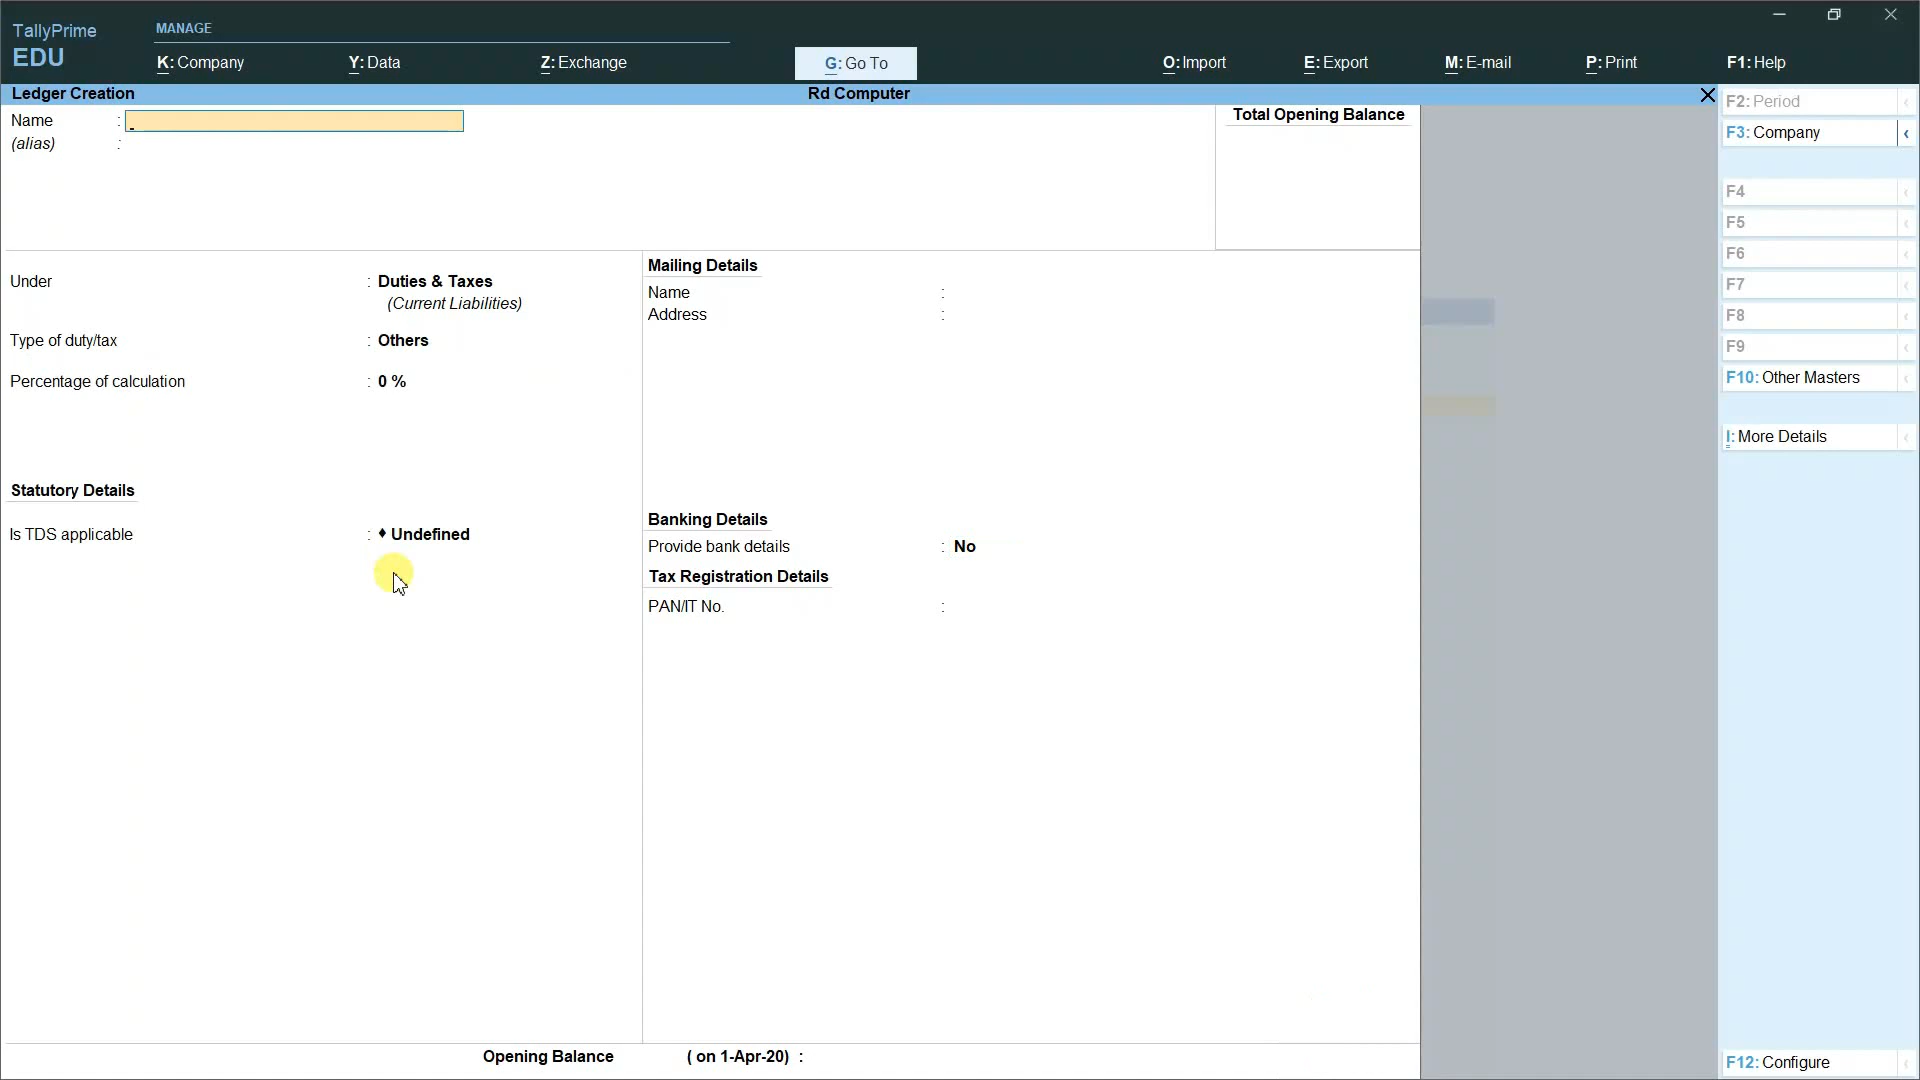 TallyPrime
EDU
MANAGE
K: Company
Y: Data
Z: Exchange
G: Go To
O: Import
E: Export
M: E-mail
P: Print
F1: Help
Ledger Creation
Rd Computer
Name :
(alias) :
Total Opening Balance
Under : Duties & Taxes
(Current Liabilities)
Type of duty/tax : Others
Percentage of calculation : 0 %
Statutory Details
Is TDS applicable : ♦ Undefined
Mailing Details
Name :
Address :
Banking Details
Provide bank details : No
Tax Registration Details
PAN/IT No. :
Opening Balance ( on 1-Apr-20) :
F2: Period
F3: Company
F4
F5
F6
F7
F8
F9
F10: Other Masters
I: More Details
F12: Configure